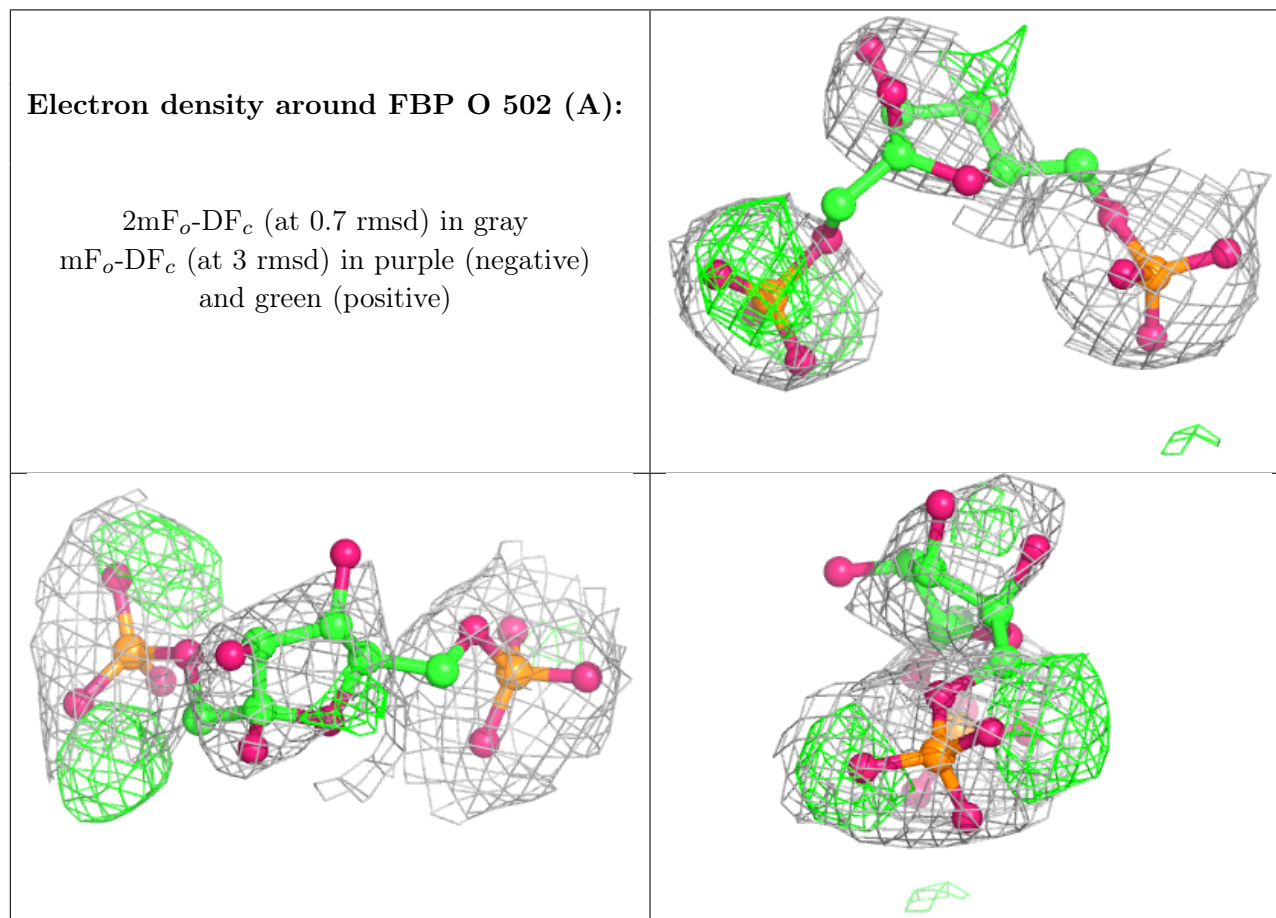 Electron density around FBP O 502 (A):
2mFo-DFc (at 0.7 rmsd) in gray
mFo-DFc (at 3 rmsd) in purple (negative)
and green (positive)